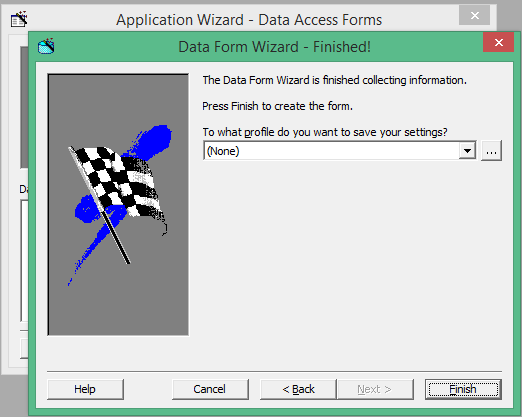 Application Wizard - Data Access Forms
Data Form Wizard - Finished!
The Data Form Wizard is finished collecting information.
Press Finish to create the form.
To what profile do you want to save your settings?
(None)
...
Da
Help
Cancel
< Back
Next >
Finish